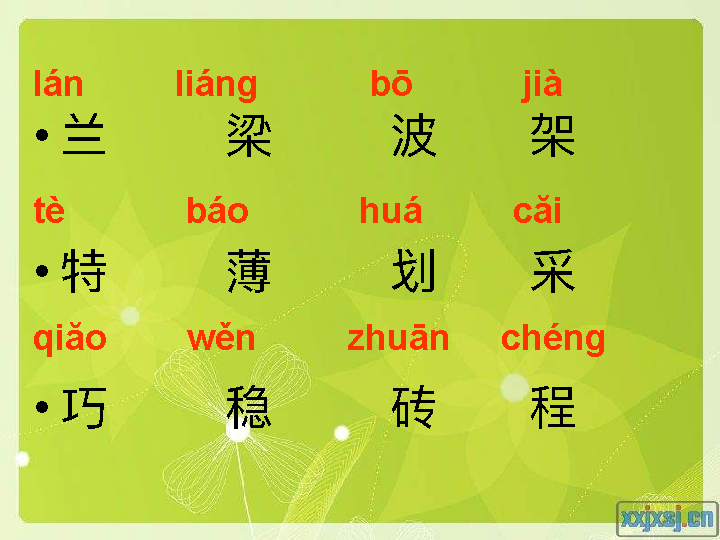 lán liáng bō jià
• 兰 梁 波 架
tè báo huá cǎi
• 特 薄 划 采
qiǎo wěn zhuān chéng
• 巧 稳 砖 程
xxjxsj.cn